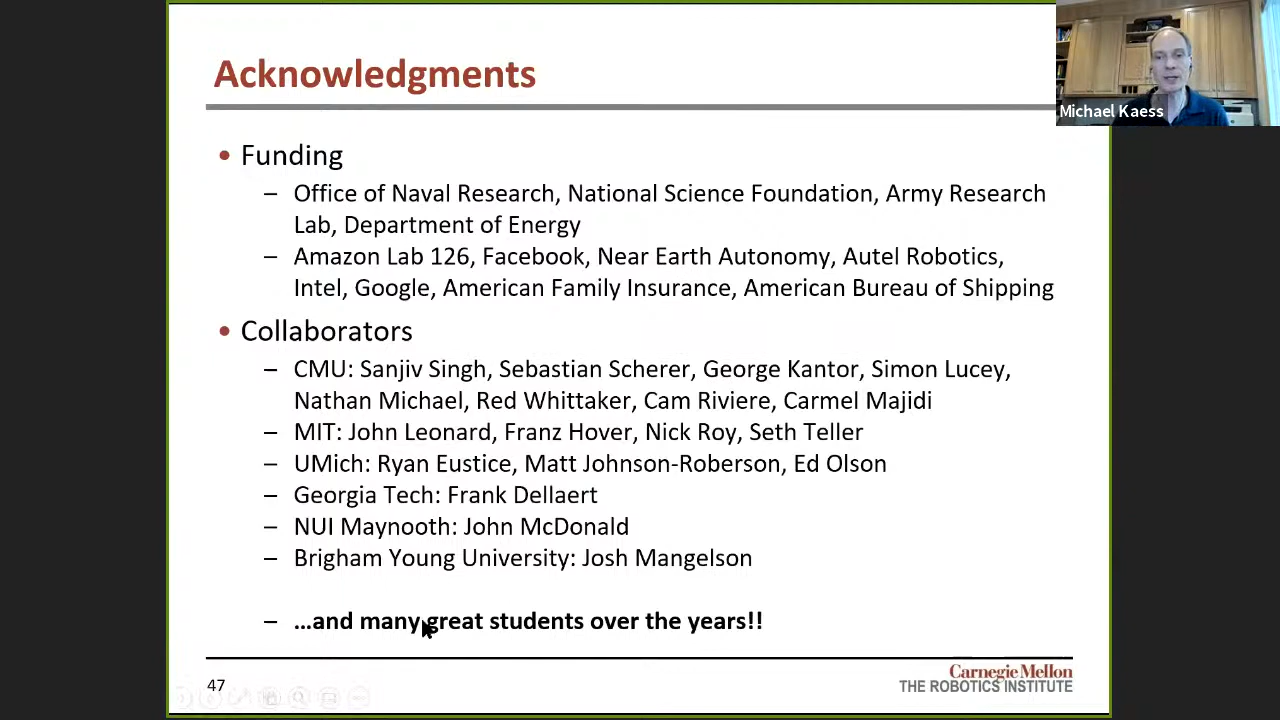 Acknowledgments
Michael Kaess
• Funding
– Office of Naval Research, National Science Foundation, Army Research
Lab, Department of Energy
– Amazon Lab 126, Facebook, Near Earth Autonomy, Autel Robotics,
Intel, Google, American Family Insurance, American Bureau of Shipping
• Collaborators
– CMU: Sanjiv Singh, Sebastian Scherer, George Kantor, Simon Lucey,
Nathan Michael, Red Whittaker, Cam Riviere, Carmel Majidi
– MIT: John Leonard, Franz Hover, Nick Roy, Seth Teller
– UMich: Ryan Eustice, Matt Johnson-Roberson, Ed Olson
– Georgia Tech: Frank Dellaert
– NUI Maynooth: John McDonald
– Brigham Young University: Josh Mangelson
– …and many great students over the years!!
47
Carnegie Mellon
THE ROBOTICS INSTITUTE